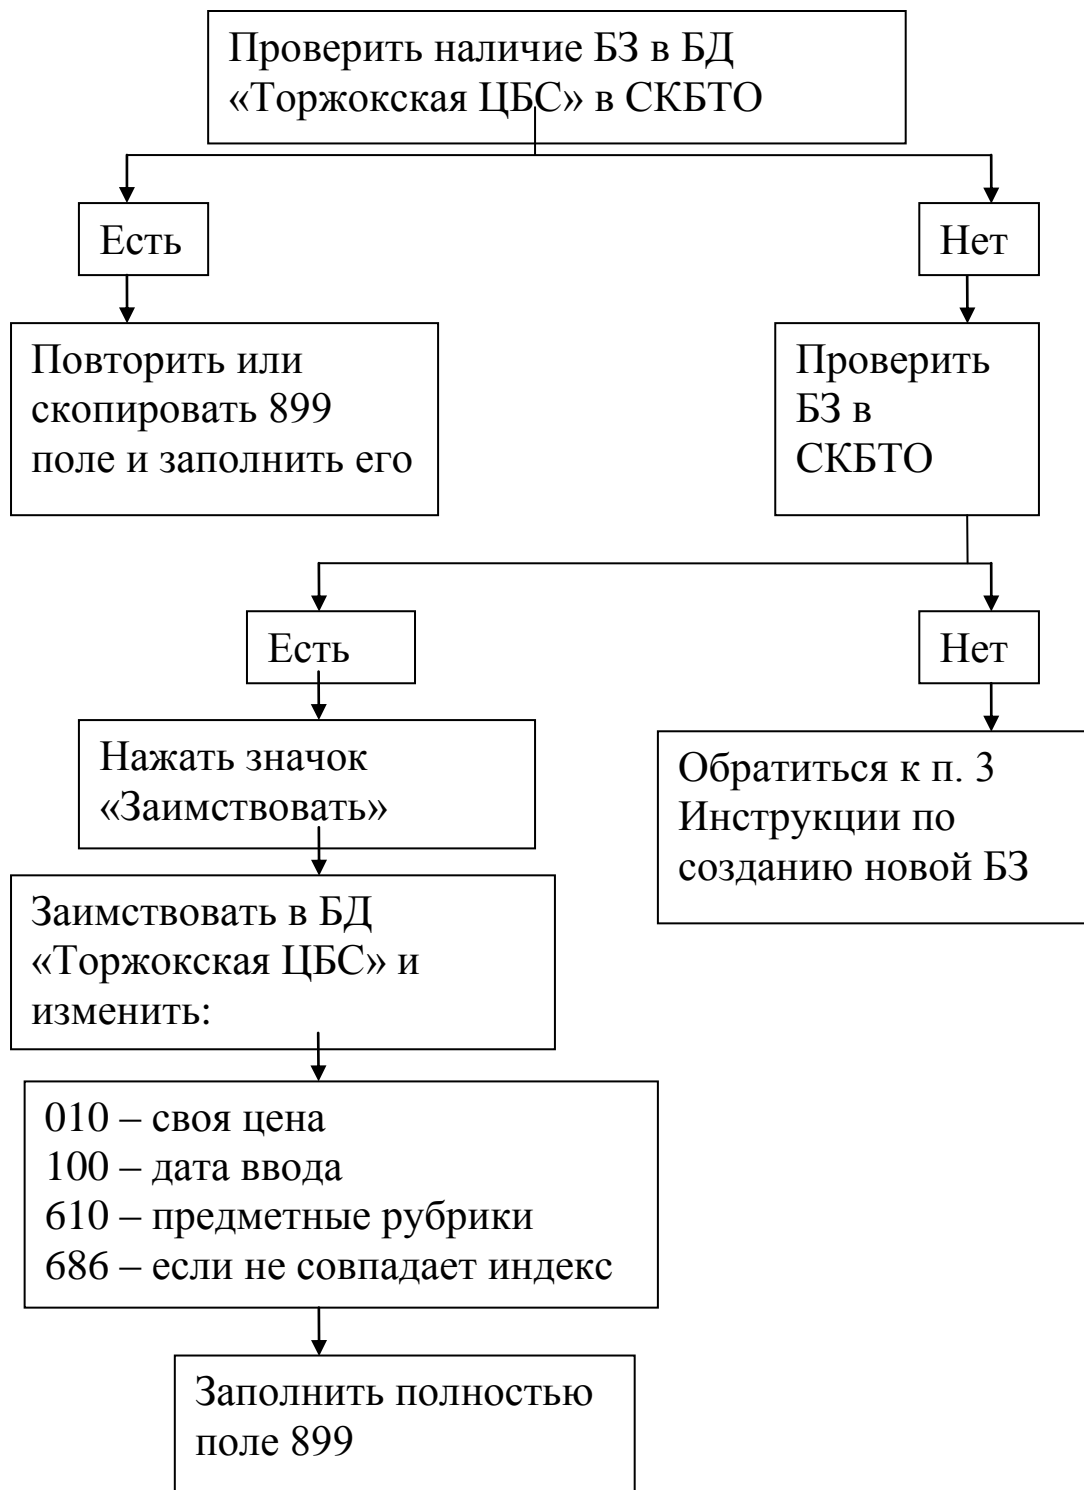 Проверить наличие БЗ в БД
«Торжокская ЦБС» в СКБТО
Есть
Нет
Повторить или
скопировать 899
поле и заполнить его
Проверить
БЗ в
СКБТО
Есть
Нет
Нажать значок
«Заимствовать»
Обратиться к п. 3
Инструкции по
созданию новой БЗ
Заимствовать в БД
«Торжокская ЦБС» и
изменить:
010 – своя цена
100 – дата ввода
610 – предметные рубрики
686 – если не совпадает индекс
Заполнить полностью
поле 899